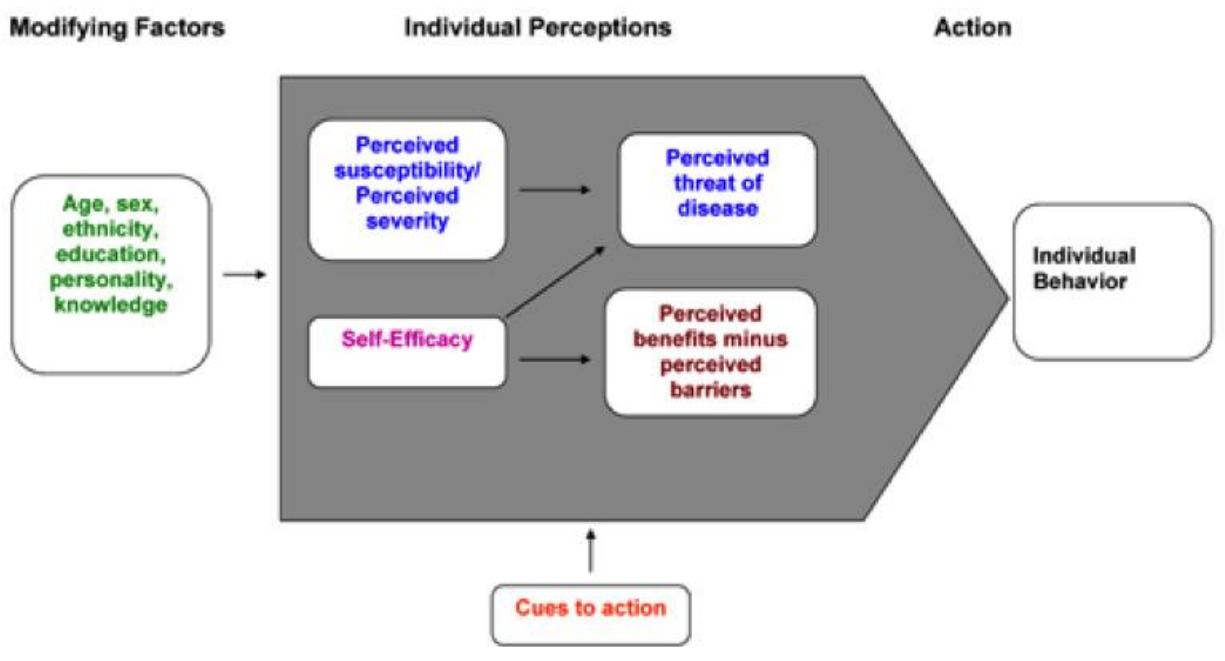 Modifying Factors
Individual Perceptions
Action
Age, sex,
ethnicity,
education,
personality,
knowledge
Perceived
susceptibility/
Perceived
severity
Perceived
threat of
disease
Self-Efficacy
Perceived
benefits minus
perceived
barriers
Individual
Behavior
Cues to action